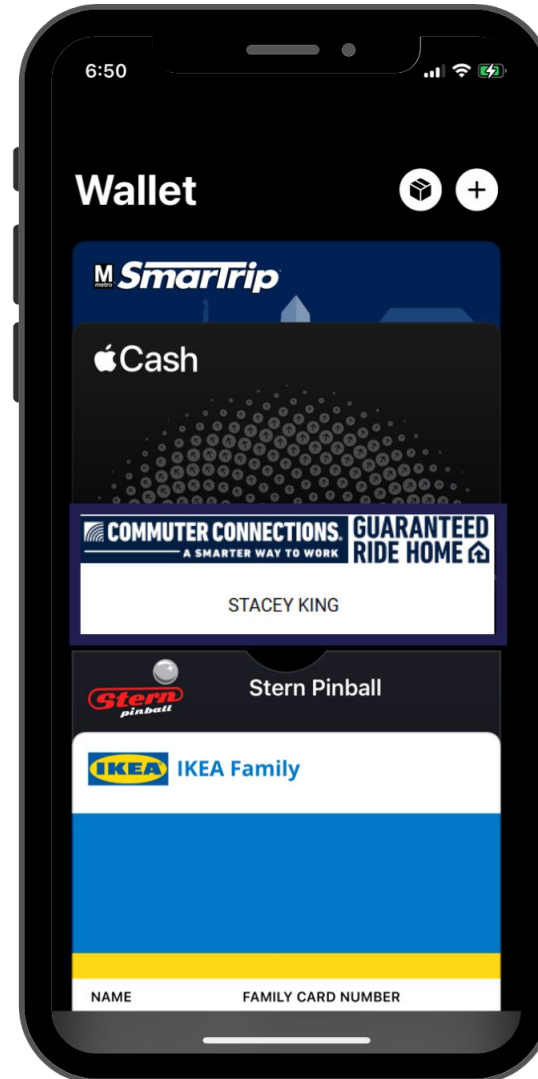 6:50
Wallet
M SmarTrip
metro
Cash
COMMUTER CONNECTIONS. GUARANTEED
A SMARTER WAY TO WORK RIDE HOME
STACEY KING
Stern Stern Pinball
pinball
IKEA IKEA Family
NAME FAMILY CARD NUMBER